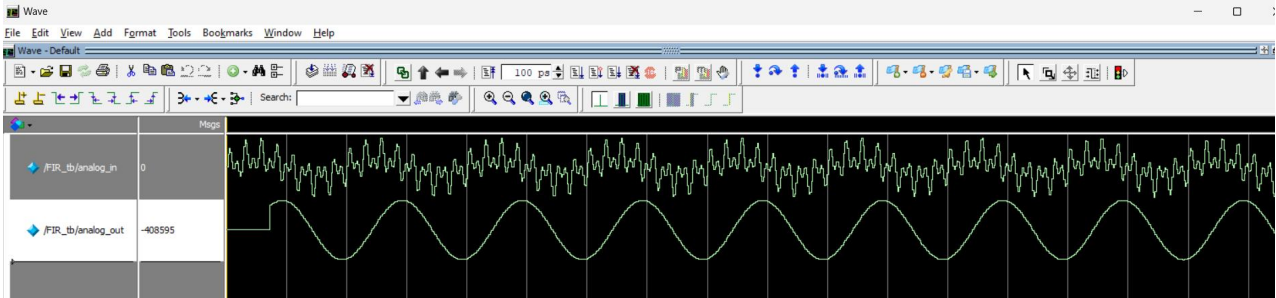 Wave
File Edit View Add Format Tools Bookmarks Window Help
Wave - Default
100 ps
Search:
Msgs
/FIR_tb/analog_in 0
/FIR_tb/analog_out -408595